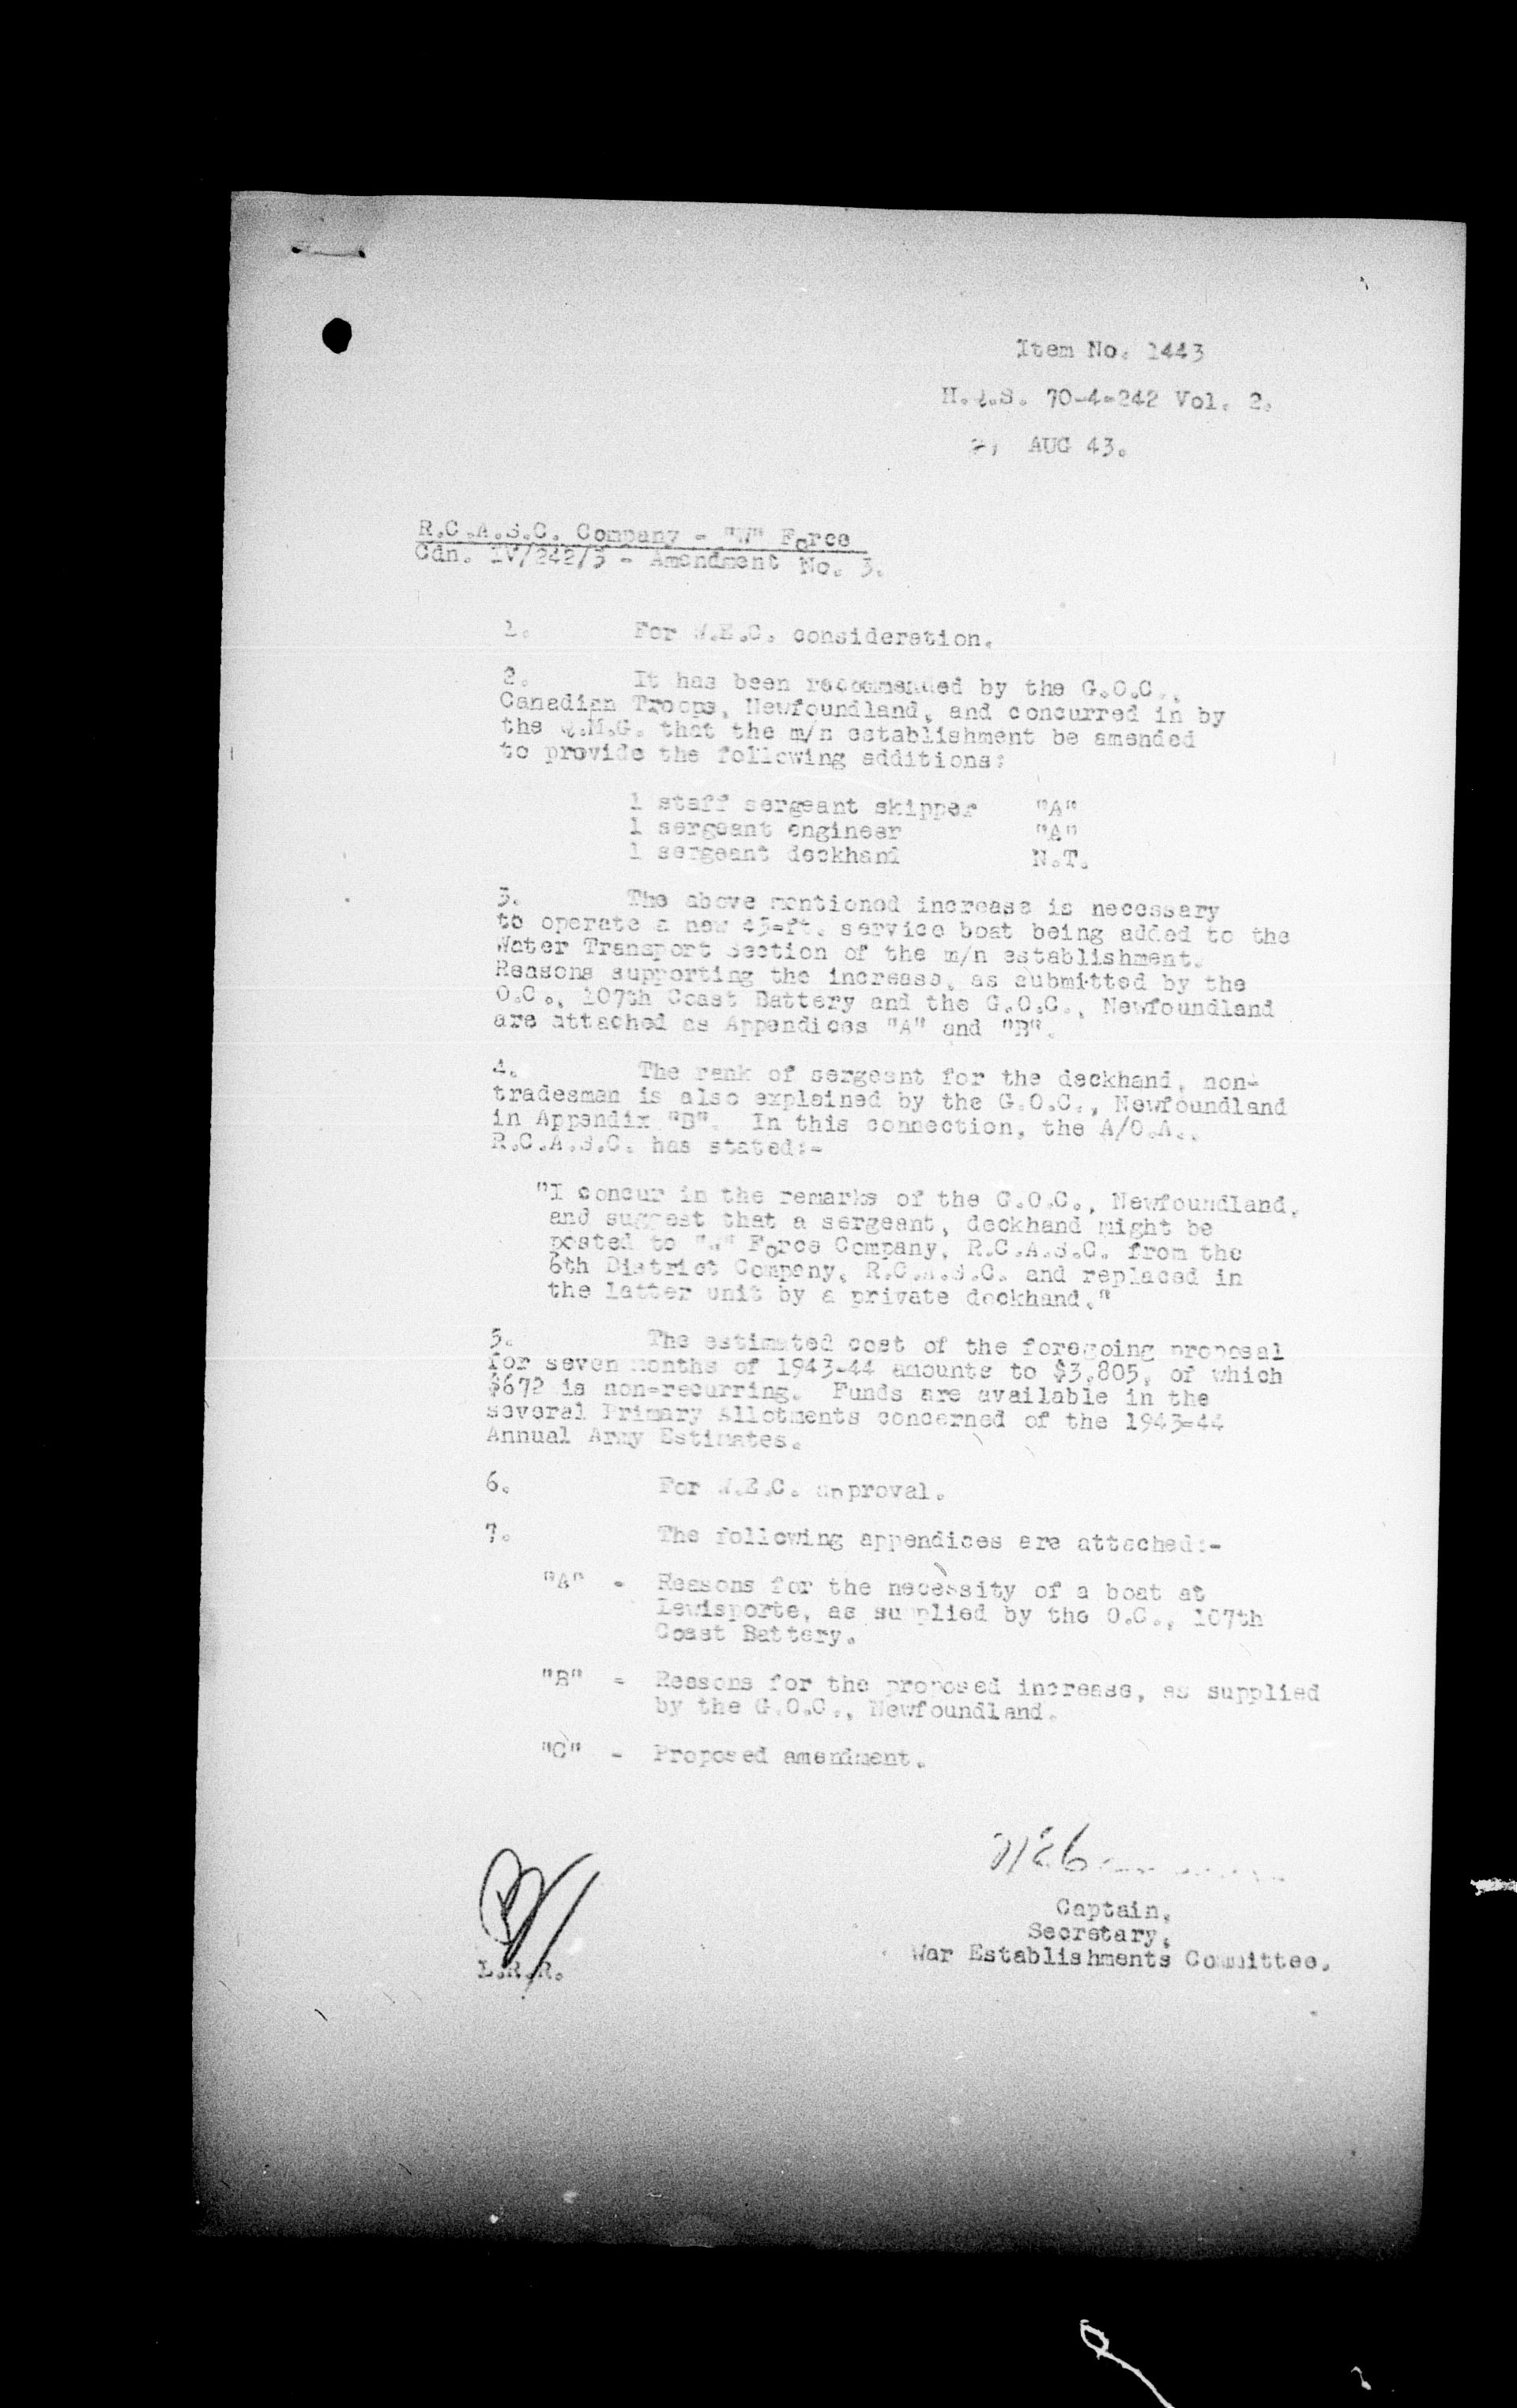 Item No. 1443
H.Q.S. 70-4-242 Vol. 2.
AUG 43.
R.C.A.S.C. Company - "W" Force
Cdn. IV/242/3 - Amendment No. 3.
1. For W.E.C. consideration.
2. It has been recommended by the G.O.C.,
Canadian Troops, Newfoundland, and concurred in by
the Q.M.G. that the m/n establishment be amended
to provide the following additions:
1 staff sergeant skipper "A"
1 sergeant engineer "A"
1 sergeant deckhand N.T.
3. The above mentioned increase is necessary
to operate a new 45-ft. service boat being added to the
Water Transport Section of the m/n establishment.
Reasons supporting the increase, as submitted by the
O.C., 107th Coast Battery and the G.O.C., Newfoundland
are attached as Appendices "A" and "B".
4. The rank of sergeant for the deckhand, non-
tradesman is also explained by the G.O.C., Newfoundland
in Appendix "B". In this connection, the A/O.A.,
R.C.A.S.C. has stated:-
"I concur in the remarks of the G.O.C., Newfoundland,
and suggest that a sergeant, deckhand might be
posted to "W" Force Company, R.C.A.S.C. from the
6th District Company, R.C.A.S.C. and replaced in
the latter unit by a private deckhand."
5. The estimated cost of the foregoing proposal
for seven months of 1943-44 amounts to $3,805, of which
$672 is non-recurring. Funds are available in the
several Primary Allotments concerned of the 1943-44
Annual Army Estimates.
6. For W.E.C. approval.
7. The following appendices are attached:-
"A" - Reasons for the necessity of a boat at
Lewisporte, as supplied by the O.C., 107th
Coast Battery.
"B" - Reasons for the proposed increase, as supplied
by the G.O.C., Newfoundland.
"C" - Proposed amendment.
Captain,
Secretary,
War Establishments Committee.
L.R.R.